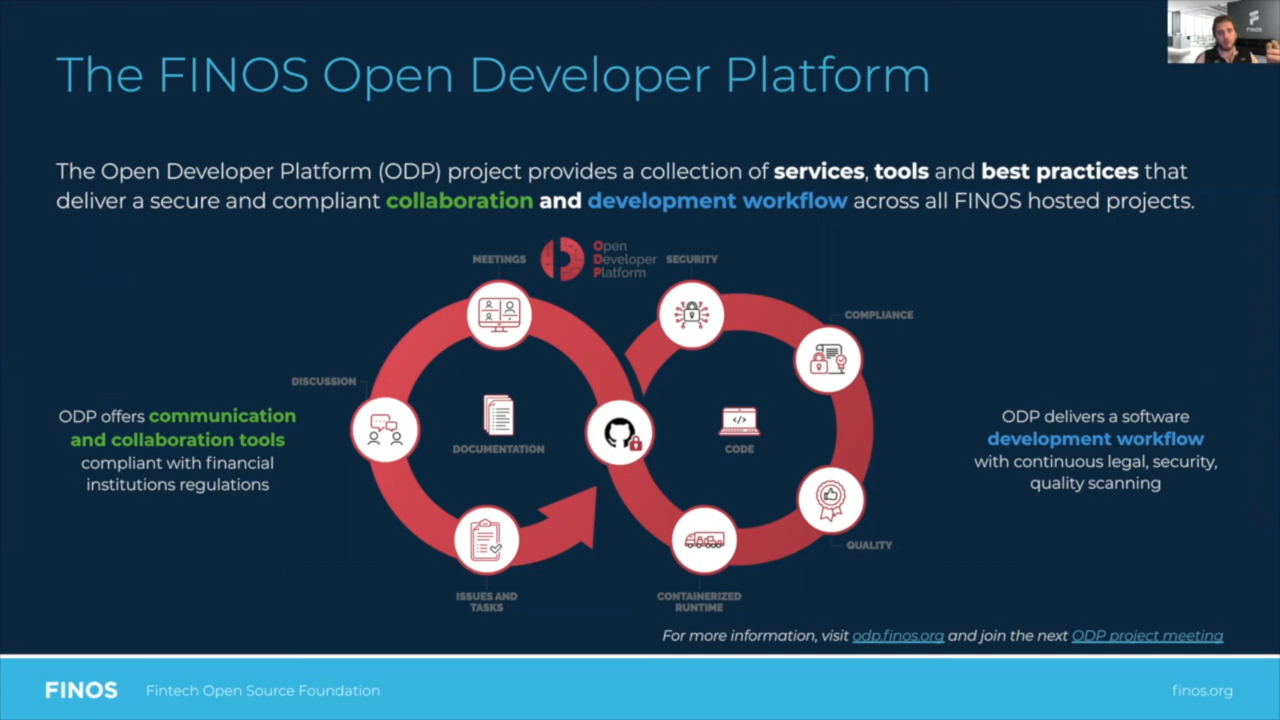 FINOS
The FINOS Open Developer Platform
The Open Developer Platform (ODP) project provides a collection of services, tools and best practices that
deliver a secure and compliant collaboration and development workflow across all FINOS hosted projects.
Open
Developer
Platform
MEETINGS
SECURITY
COMPLIANCE
DISCUSSION
ODP offers communication
and collaboration tools
compliant with financial
institutions regulations
DOCUMENTATION
</>
CODE
ODP delivers a software
development workflow
with continuous legal, security,
quality scanning
QUALITY
ISSUES AND
TASKS
CONTAINERIZED
RUNTIME
For more information, visit odp.finos.org and join the next ODP project meeting
FINOS
Fintech Open Source Foundation
finos.org